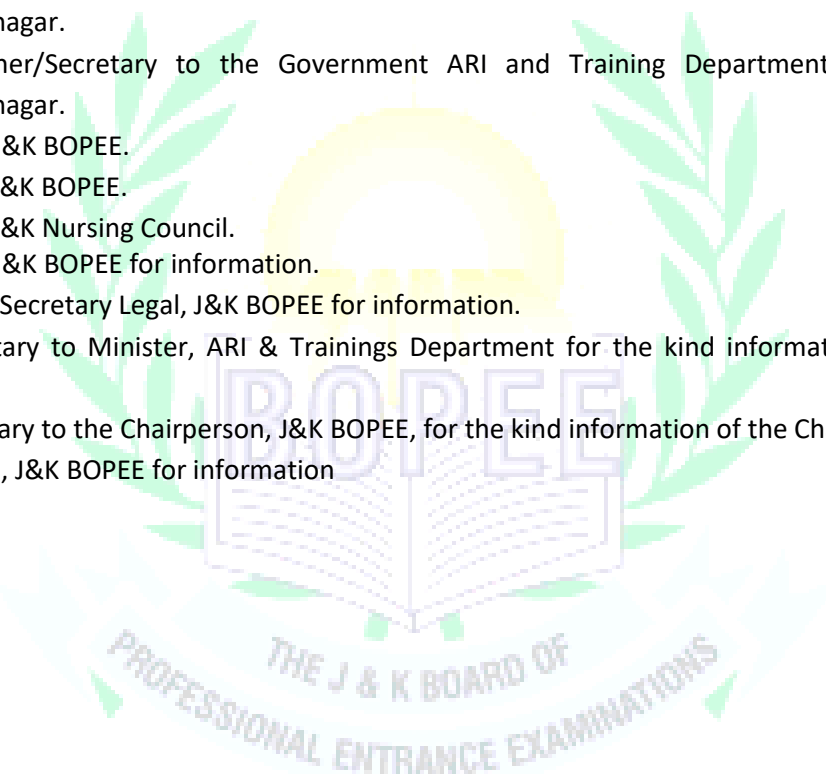 nagar.
ner/Secretary to the Government ARI and Training Department
nagar.
&K BOPEE.
&K BOPEE.
&K Nursing Council.
&K BOPEE for information.
Secretary Legal, J&K BOPEE for information.
tary to Minister, ARI & Trainings Department for the kind informat
ary to the Chairperson, J&K BOPEE, for the kind information of the Ch
, J&K BOPEE for information
BOPEE
THE J & K BOARD OF
PROFESSIONAL ENTRANCE EXAMINATIONS